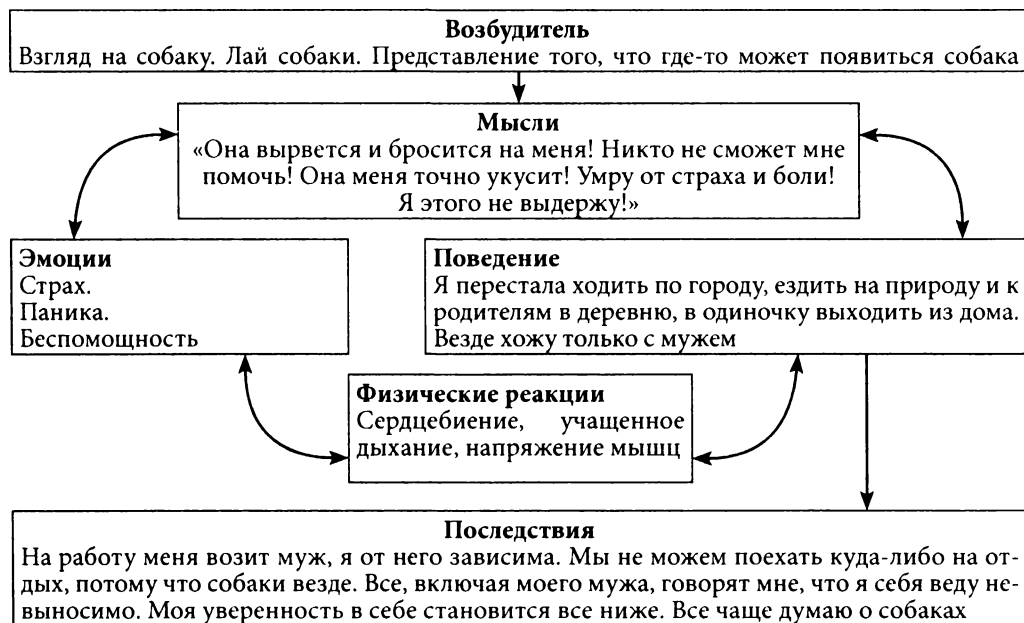 Возбудитель
Взгляд на собаку. Лай собаки. Представление того, что где-то может появиться собака
Мысли
«Она вырвется и бросится на меня! Никто не сможет мне
помочь! Она меня точно укусит! Умру от страха и боли!
Я этого не выдержу!»
Эмоции
Страх.
Паника.
Беспомощность
Поведение
Я перестала ходить по городу, ездить на природу и к
родителям в деревню, в одиночку выходить из дома.
Везде хожу только с мужем
Физические реакции
Сердцебиение, учащенное
дыхание, напряжение мышц
Последствия
На работу меня возит муж, я от него зависима. Мы не можем поехать куда-либо на от-
дых, потому что собаки везде. Все, включая моего мужа, говорят мне, что я себя веду не-
выносимо. Моя уверенность в себе становится все ниже. Все чаще думаю о собаках